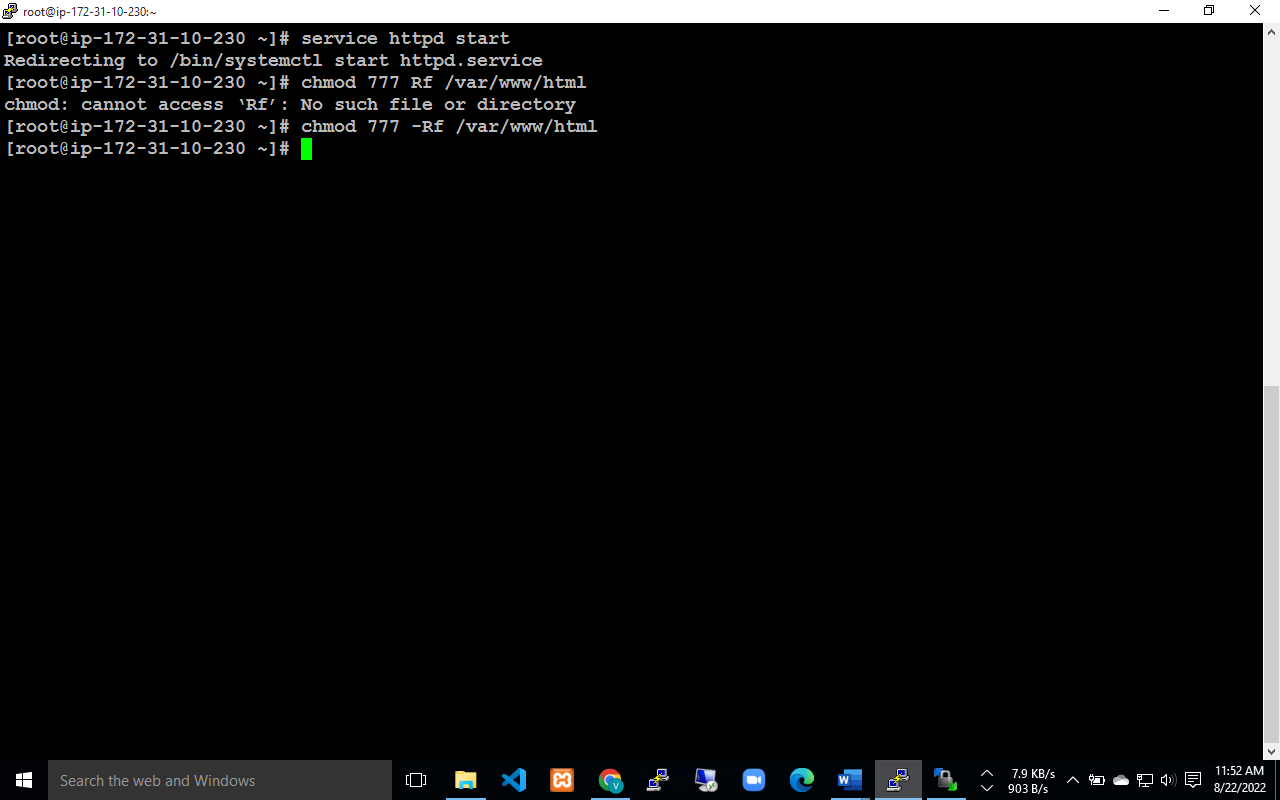 root@ip-172-31-10-230:~
[root@ip-172-31-10-230 ~]# service httpd start
Redirecting to /bin/systemctl start httpd.service
[root@ip-172-31-10-230 ~]# chmod 777 Rf /var/www/html
chmod: cannot access ‘Rf’: No such file or directory
[root@ip-172-31-10-230 ~]# chmod 777 -Rf /var/www/html
[root@ip-172-31-10-230 ~]#
Search the web and Windows
V
W
7.9 KB/s
903 B/s
11:52 AM
8/22/2022